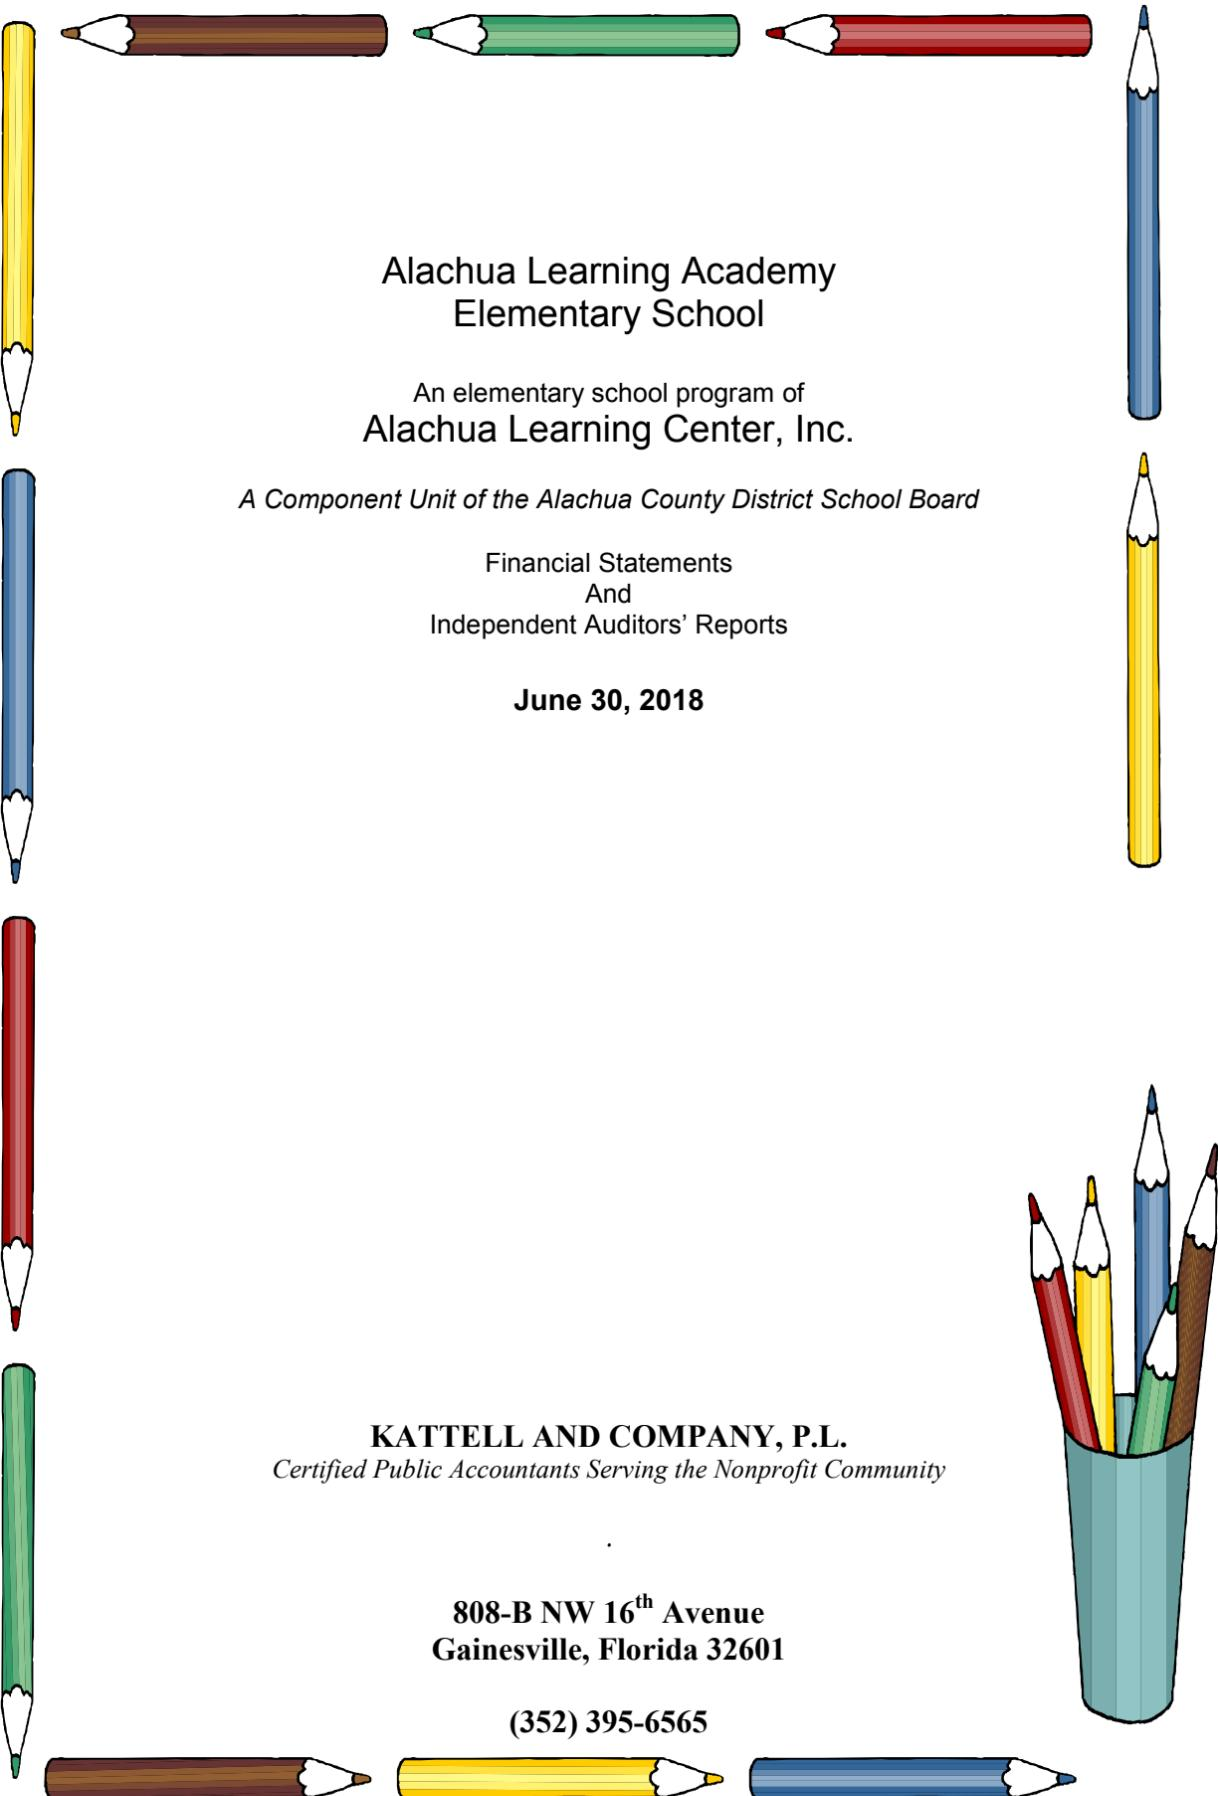 Alachua Learning Academy
Elementary School
An elementary school program of
Alachua Learning Center, Inc.
A Component Unit of the Alachua County District School Board
Financial Statements
And
Independent Auditors’ Reports
June 30, 2018
KATTELL AND COMPANY, P.L.
Certified Public Accountants Serving the Nonprofit Community
.
808-B NW 16th Avenue
Gainesville, Florida 32601
(352) 395-6565